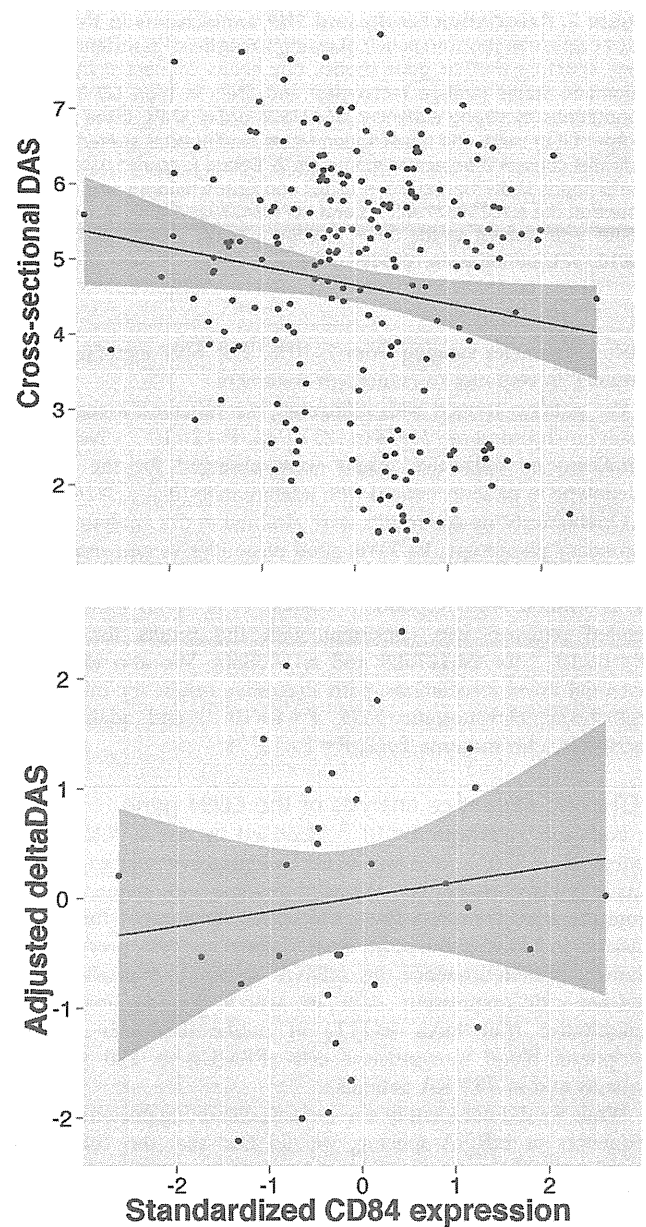 Cross-sectional DAS
7
6
5
4
3
2
Adjusted deltaDAS
2
1
0
-1
-2
-2 -1 0 1 2
Standardized CD84 expression